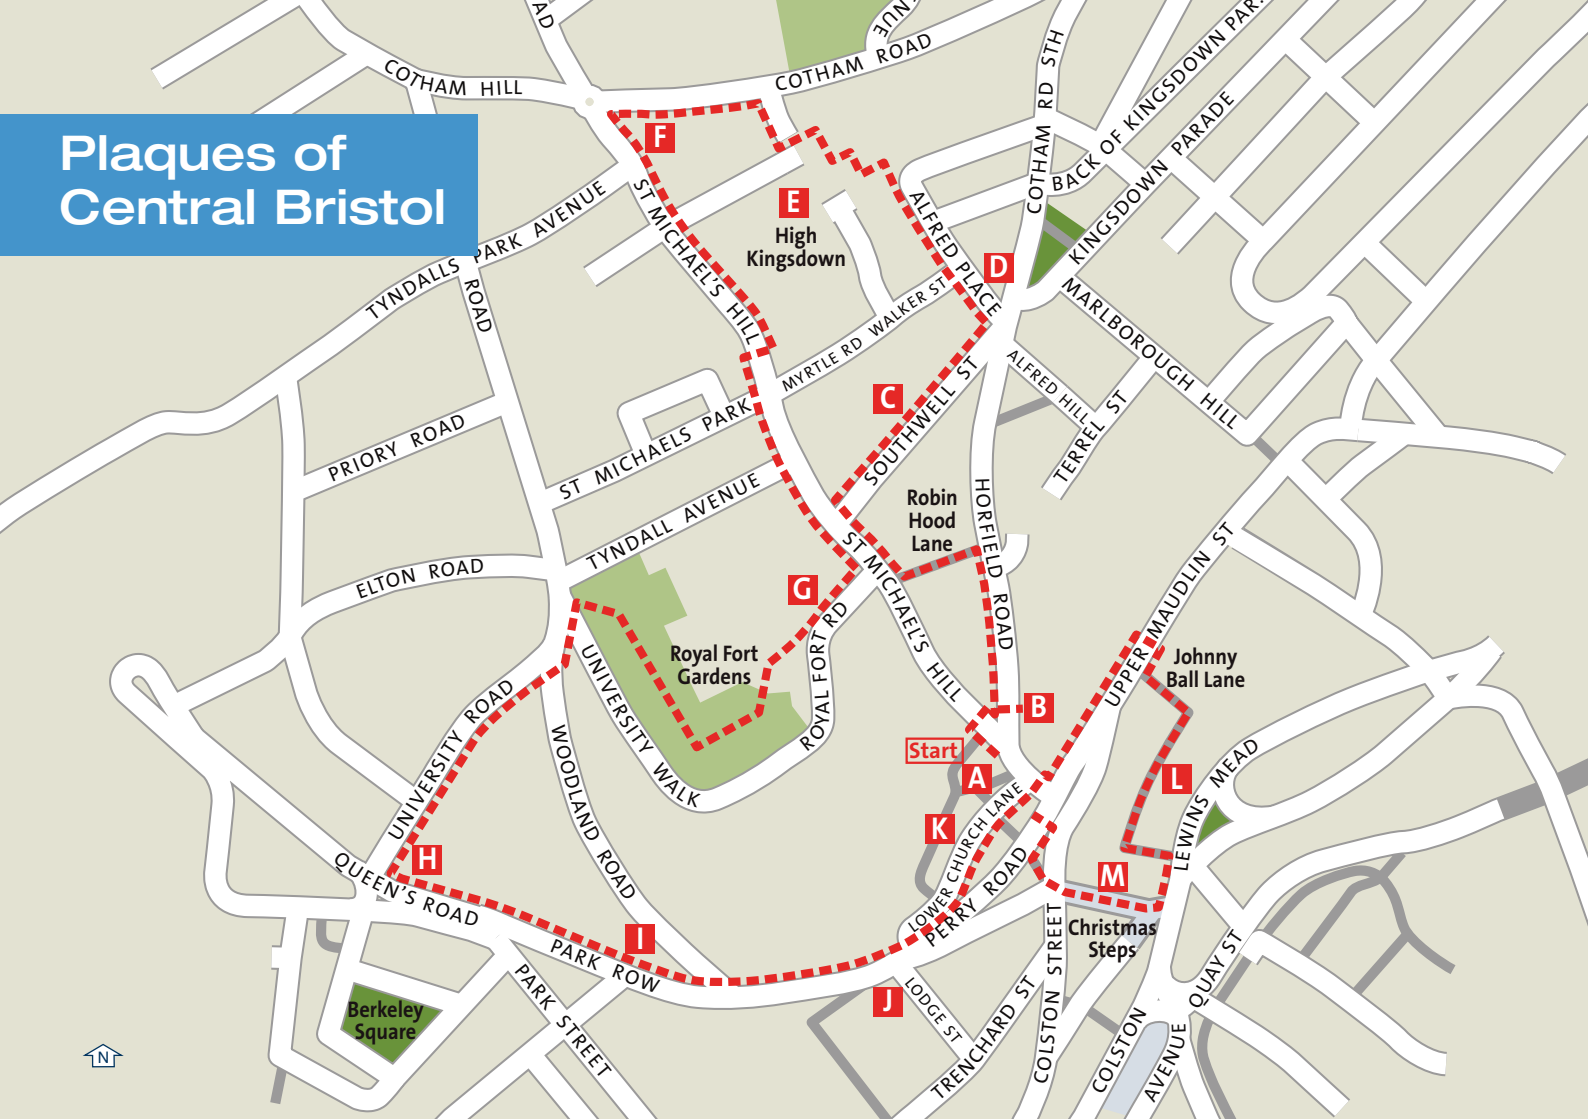 Plaques of
Central Bristol
AD
NUE
COTHAM HILL
COTHAM ROAD
COTHAM RD STH
BACK OF KINGSDOWN PAR
KINGSDOWN PARADE
F
E
High
Kingsdown
ST MICHAEL'S HILL
TYNDALLS PARK AVENUE
ROAD
ALFRED PLACE
D
WALKER ST
MYRTLE RD
MARLBOROUGH HILL
ALFRED HILL
TERREL ST
C
SOUTHWELL ST
ST MICHAELS PARK
PRIORY ROAD
TYNDALL AVENUE
ELTON ROAD
Robin
Hood
Lane
HORFIELD ROAD
ST MICHAEL'S HILL
G
Royal Fort
Gardens
ROYAL FORT RD
UNIVERSITY WALK
UNIVERSITY ROAD
WOODLAND ROAD
UPPER MAUDLIN ST
Johnny
Ball Lane
B
Start
A
K
L
LOWER CHURCH LANE
PERRY ROAD
LEWINS MEAD
H
QUEEN'S ROAD
M
Christmas
Steps
I
PARK ROW
PARK STREET
J
LODGE ST
TRENCHARD ST
COLSTON STREET
COLSTON
AVENUE
QUAY ST
Berkeley
Square
N